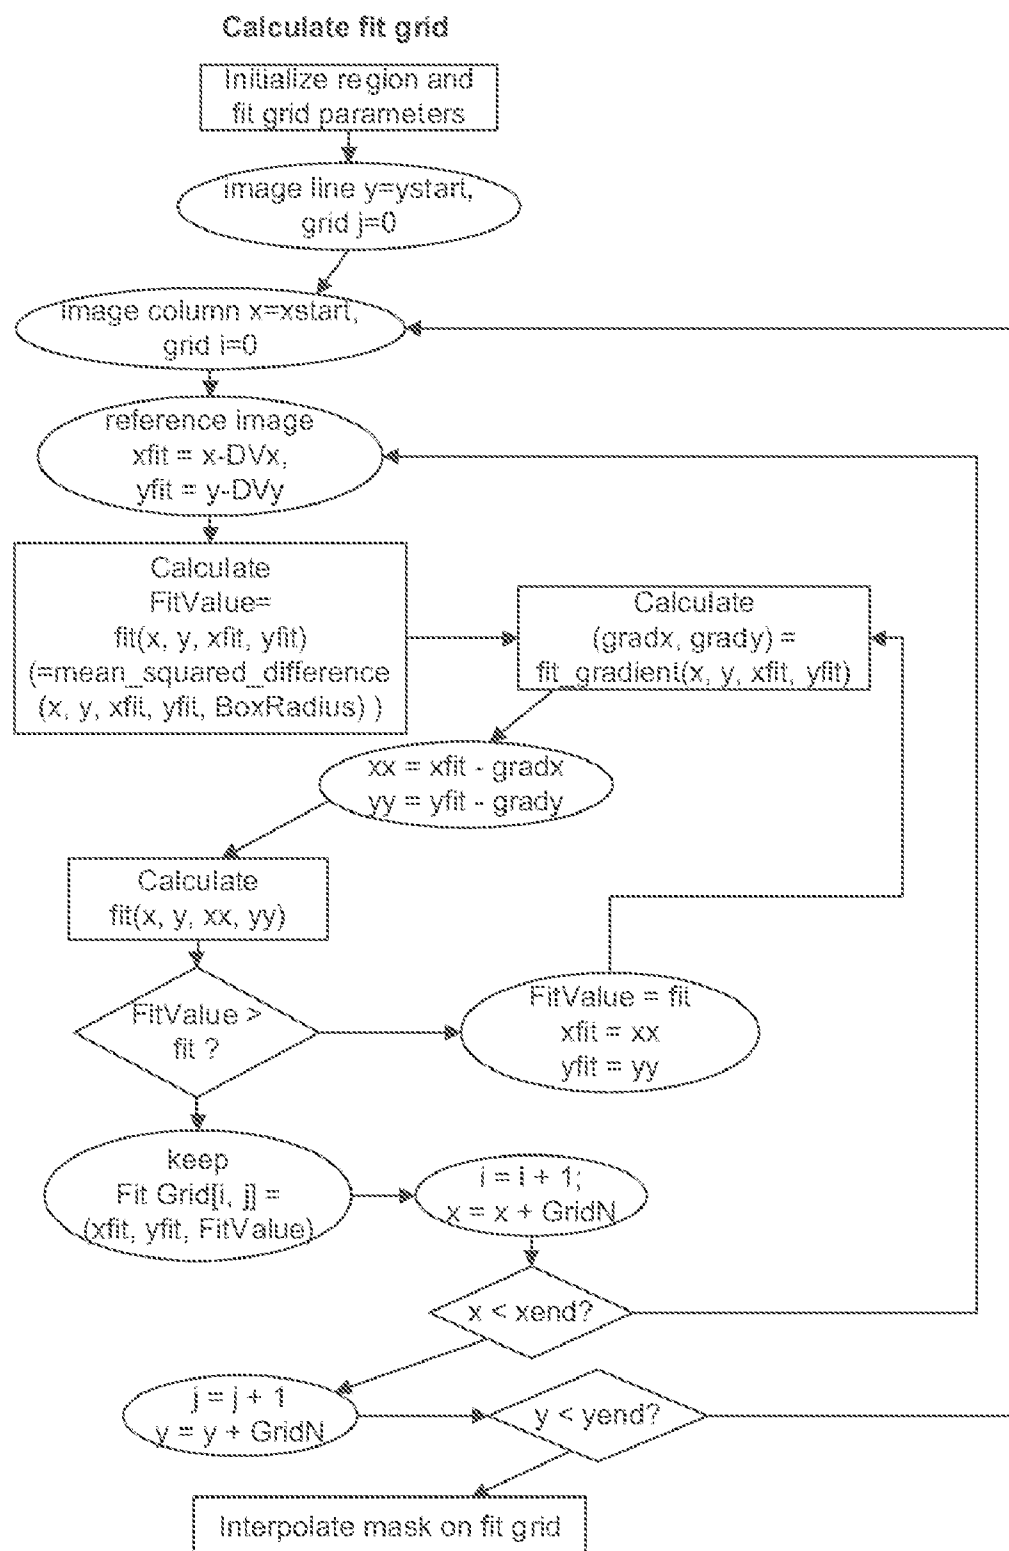 Calculate fit grid
Initialize region and
fit grid parameters
image line y=ystart,
grid j=0
image column x=xstart,
grid i=0
reference image
xfit = x-DVx,
yfit = y-DVy
Calculate
FitValue=
fit(x, y, xfit, yfit)
(=mean_squared_difference
(x, y, xfit, yfit, BoxRadius) )
Calculate
(gradx, grady) =
fit_gradient(x, y, xfit, yfit)
xx = xfit - gradx
yy = yfit - grady
Calculate
fit(x, y, xx, yy)
FitValue >
fit ?
FitValue = fit
xfit = xx
yfit = yy
keep
Fit Grid[i, j] =
(xfit, yfit, FitValue)
i = i + 1;
x = x + GridN
x < xend?
j = j + 1
y = y + GridN
y < yend?
Interpolate mask on fit grid